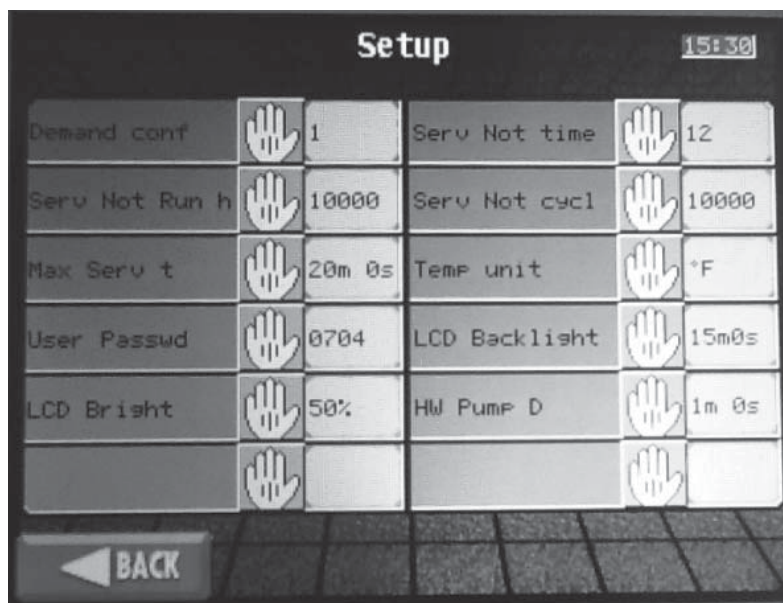 Setup 15:30
Demand conf 1 Serv Not time 12
Serv Not Run h 10000 Serv Not cycl 10000
Max Serv t 20m 0s Temp unit °F
User Passwd 0704 LCD Backlight 15m0s
LCD Bright 50% HW Pump D 1m 0s
BACK